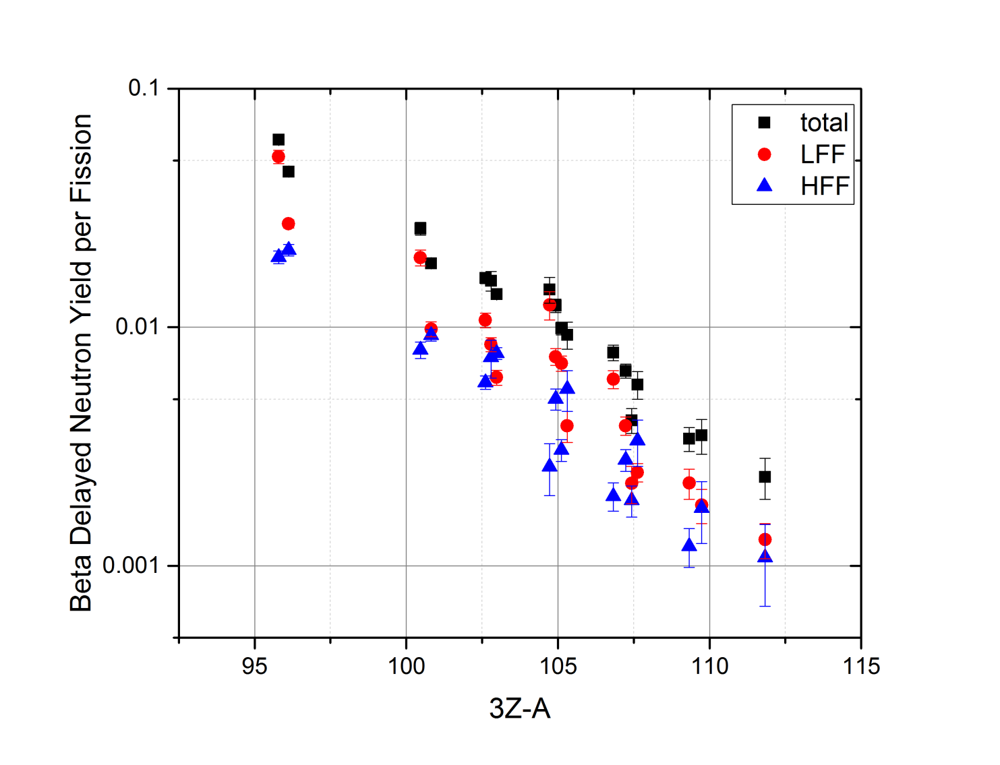 0.1
0.01
0.001
Beta Delayed Neutron Yield per Fission
total
LFF
HFF
95
100
105
110
115
3Z-A